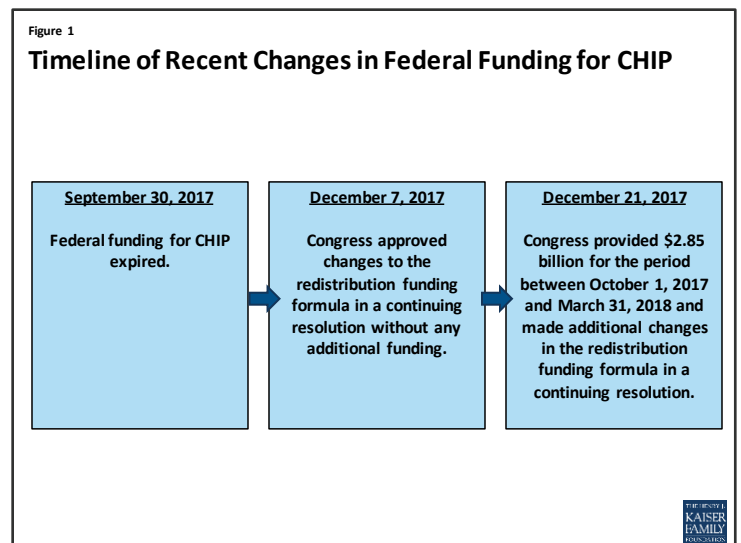 Figure 1
Timeline of Recent Changes in Federal Funding for CHIP
September 30, 2017
Federal funding for CHIP
expired.
December 7, 2017
Congress approved
changes to the
redistribution funding
formula in a continuing
resolution without any
additional funding.
December 21, 2017
Congress provided $2.85
billion for the period
between October 1, 2017
and March 31, 2018 and
made additional changes
in the redistribution
funding formula in a
continuing resolution.
THE HENRY J.
KAISER
FAMILY
FOUNDATION